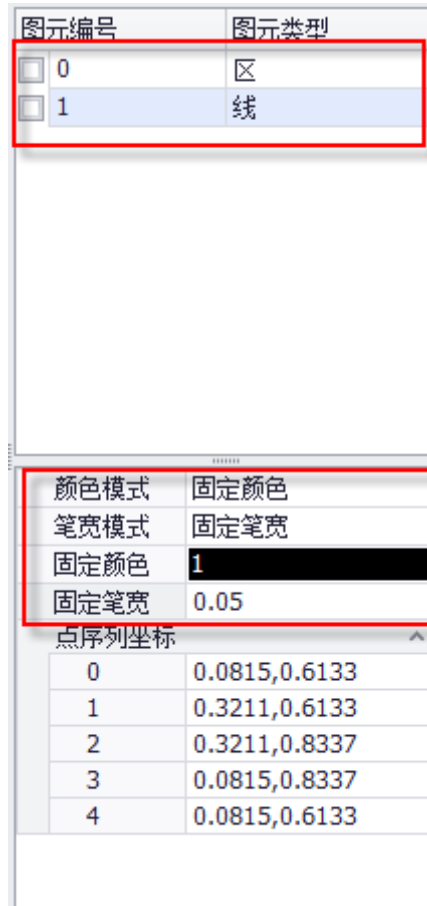 图元编号 图元类型
0 区
1 线
颜色模式 固定颜色
笔宽模式 固定笔宽
固定颜色 1
固定笔宽 0.05
点序列坐标
0 0.0815,0.6133
1 0.3211,0.6133
2 0.3211,0.8337
3 0.0815,0.8337
4 0.0815,0.6133